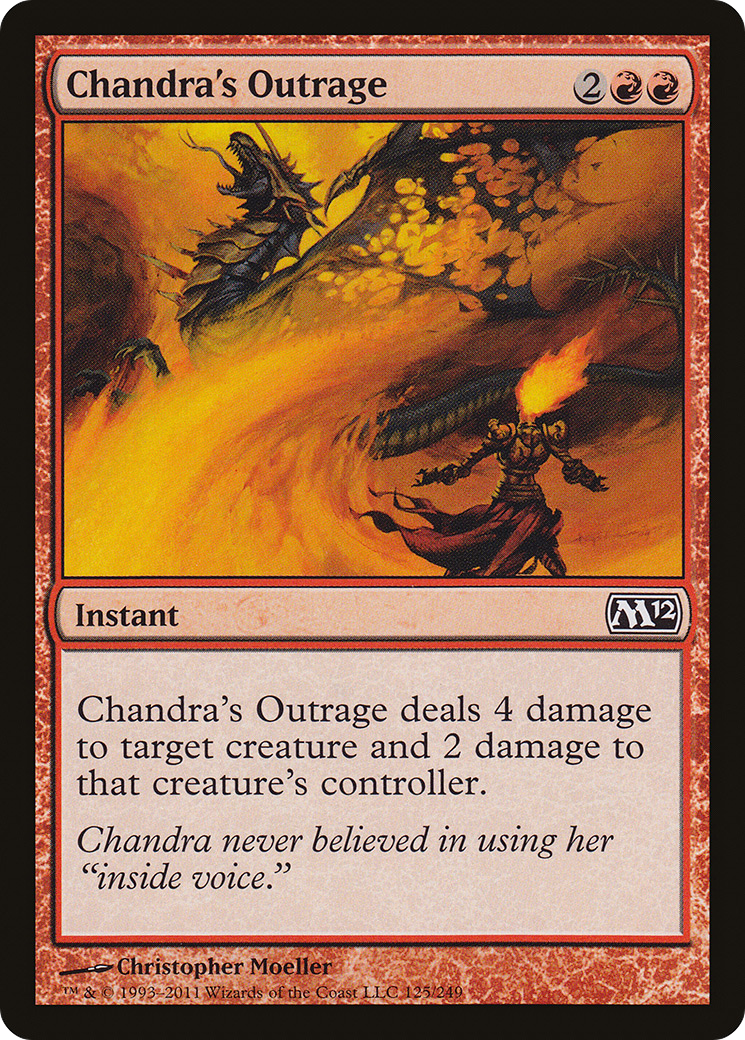 Chandra's Outrage 2
Instant M12
Chandra's Outrage deals 4 damage
to target creature and 2 damage to
that creature's controller.
Chandra never believed in using her
“inside voice.”
Christopher Moeller
™ & © 1993–2011 Wizards of the Coast LLC 125/249